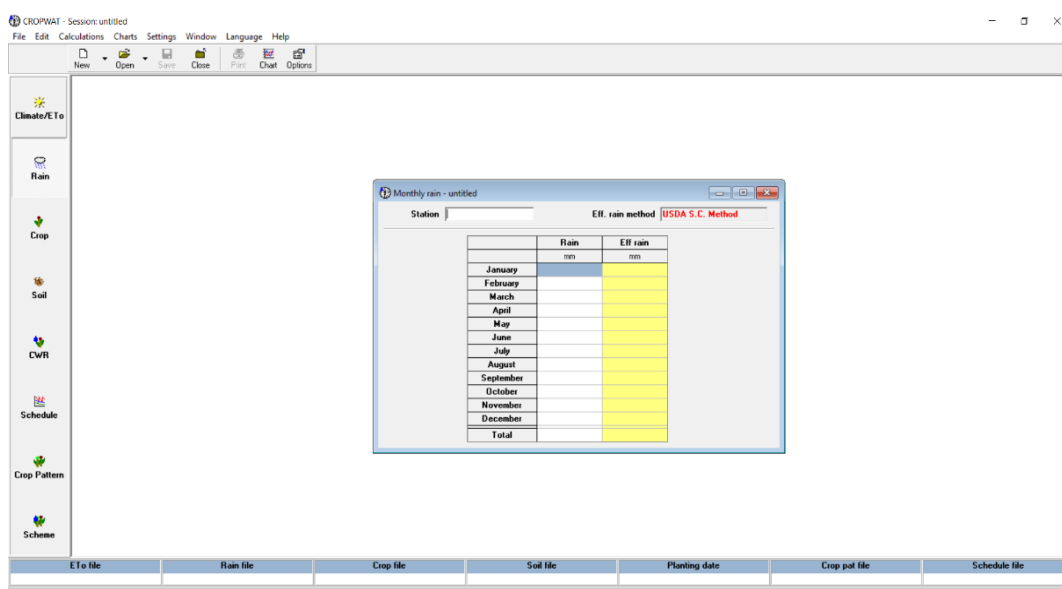 CROPWAT - Session: untitled
File Edit Calculations Charts Settings Window Language Help
New Open Save Close Print Chart Options
Climate/ETo
Rain
Crop
Soil
CWR
Schedule
Crop Pattern
Scheme
Monthly rain - untitled
Station Eff. rain method USDA S.C. Method
Rain Eff rain
mm mm
January
February
March
April
May
June
July
August
September
October
November
December
Total
ETo file Rain file Crop file Soil file Planting date Crop pat file Schedule file